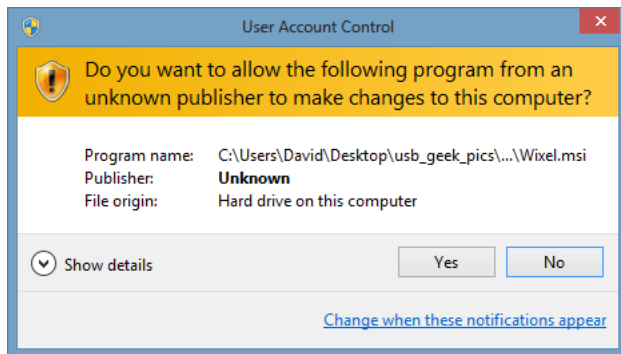 User Account Control
Do you want to allow the following program from an
unknown publisher to make changes to this computer?
Program name: C:\Users\David\Desktop\usb_geek_pics\...\Wixel.msi
Publisher: Unknown
File origin: Hard drive on this computer
Show details Yes No
Change when these notifications appear